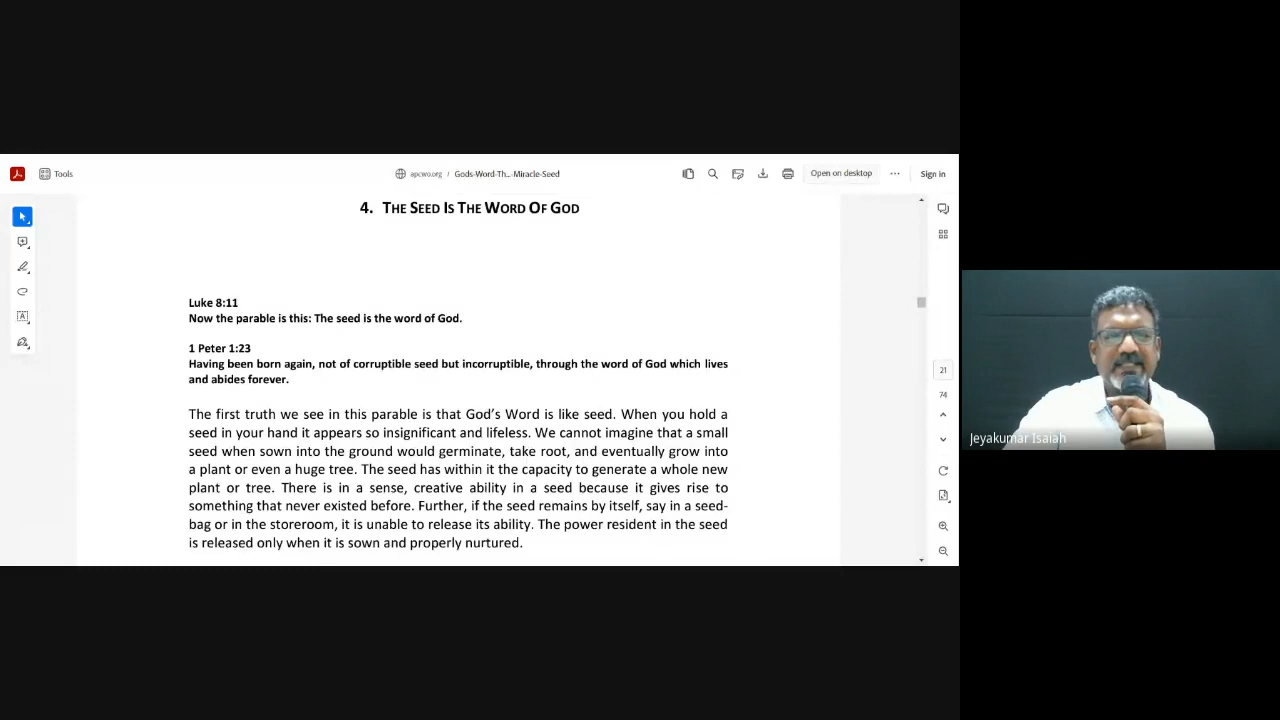 Tools
apcwo.org / Gods-Word-Th...-Miracle-Seed
Open on desktop
...
Sign in
4. THE SEED IS THE WORD OF GOD
Luke 8:11
Now the parable is this: The seed is the word of God.
1 Peter 1:23
Having been born again, not of corruptible seed but incorruptible, through the word of God which lives
and abides forever.
The first truth we see in this parable is that God's Word is like seed. When you hold a
seed in your hand it appears so insignificant and lifeless. We cannot imagine that a small
seed when sown into the ground would germinate, take root, and eventually grow into
a plant or even a huge tree. The seed has within it the capacity to generate a whole new
plant or tree. There is in a sense, creative ability in a seed because it gives rise to
something that never existed before. Further, if the seed remains by itself, say in a seed-
bag or in the storeroom, it is unable to release its ability. The power resident in the seed
is released only when it is sown and properly nurtured.
21
74
Jeyakumar Isaiah